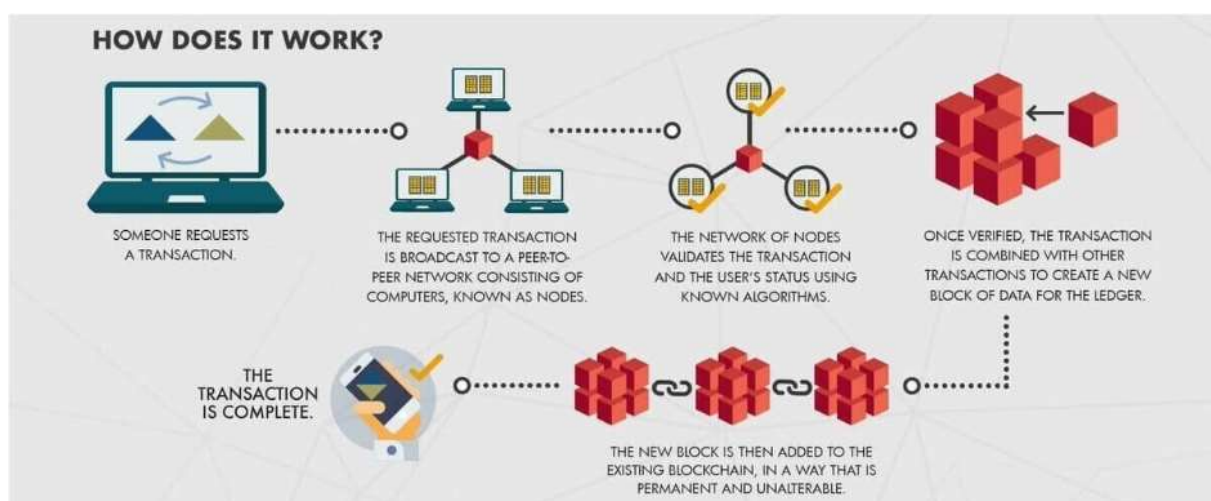 HOW DOES IT WORK?
SOMEONE REQUESTS
A TRANSACTION.
THE REQUESTED TRANSACTION
IS BROADCAST TO A PEER-TO-
PEER NETWORK CONSISTING OF
COMPUTERS, KNOWN AS NODES.
THE NETWORK OF NODES
VALIDATES THE TRANSACTION
AND THE USER'S STATUS USING
KNOWN ALGORITHMS.
ONCE VERIFIED, THE TRANSACTION
IS COMBINED WITH OTHER
TRANSACTIONS TO CREATE A NEW
BLOCK OF DATA FOR THE LEDGER.
THE NEW BLOCK IS THEN ADDED TO THE
EXISTING BLOCKCHAIN, IN A WAY THAT IS
PERMANENT AND UNALTERABLE.
THE
TRANSACTION
IS COMPLETE.